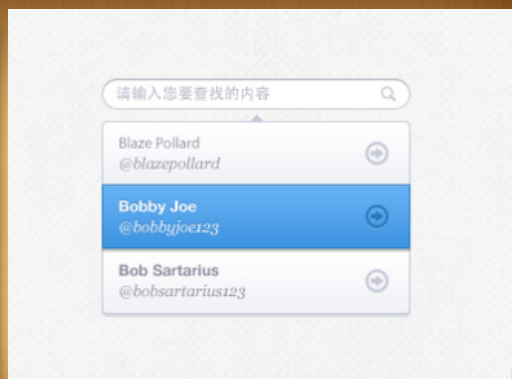 请输入您要查找的内容
Blaze Pollard
@blazepollard
Bobby Joe
@bobbyjoe123
Bob Sartarius
@bobsartarius123